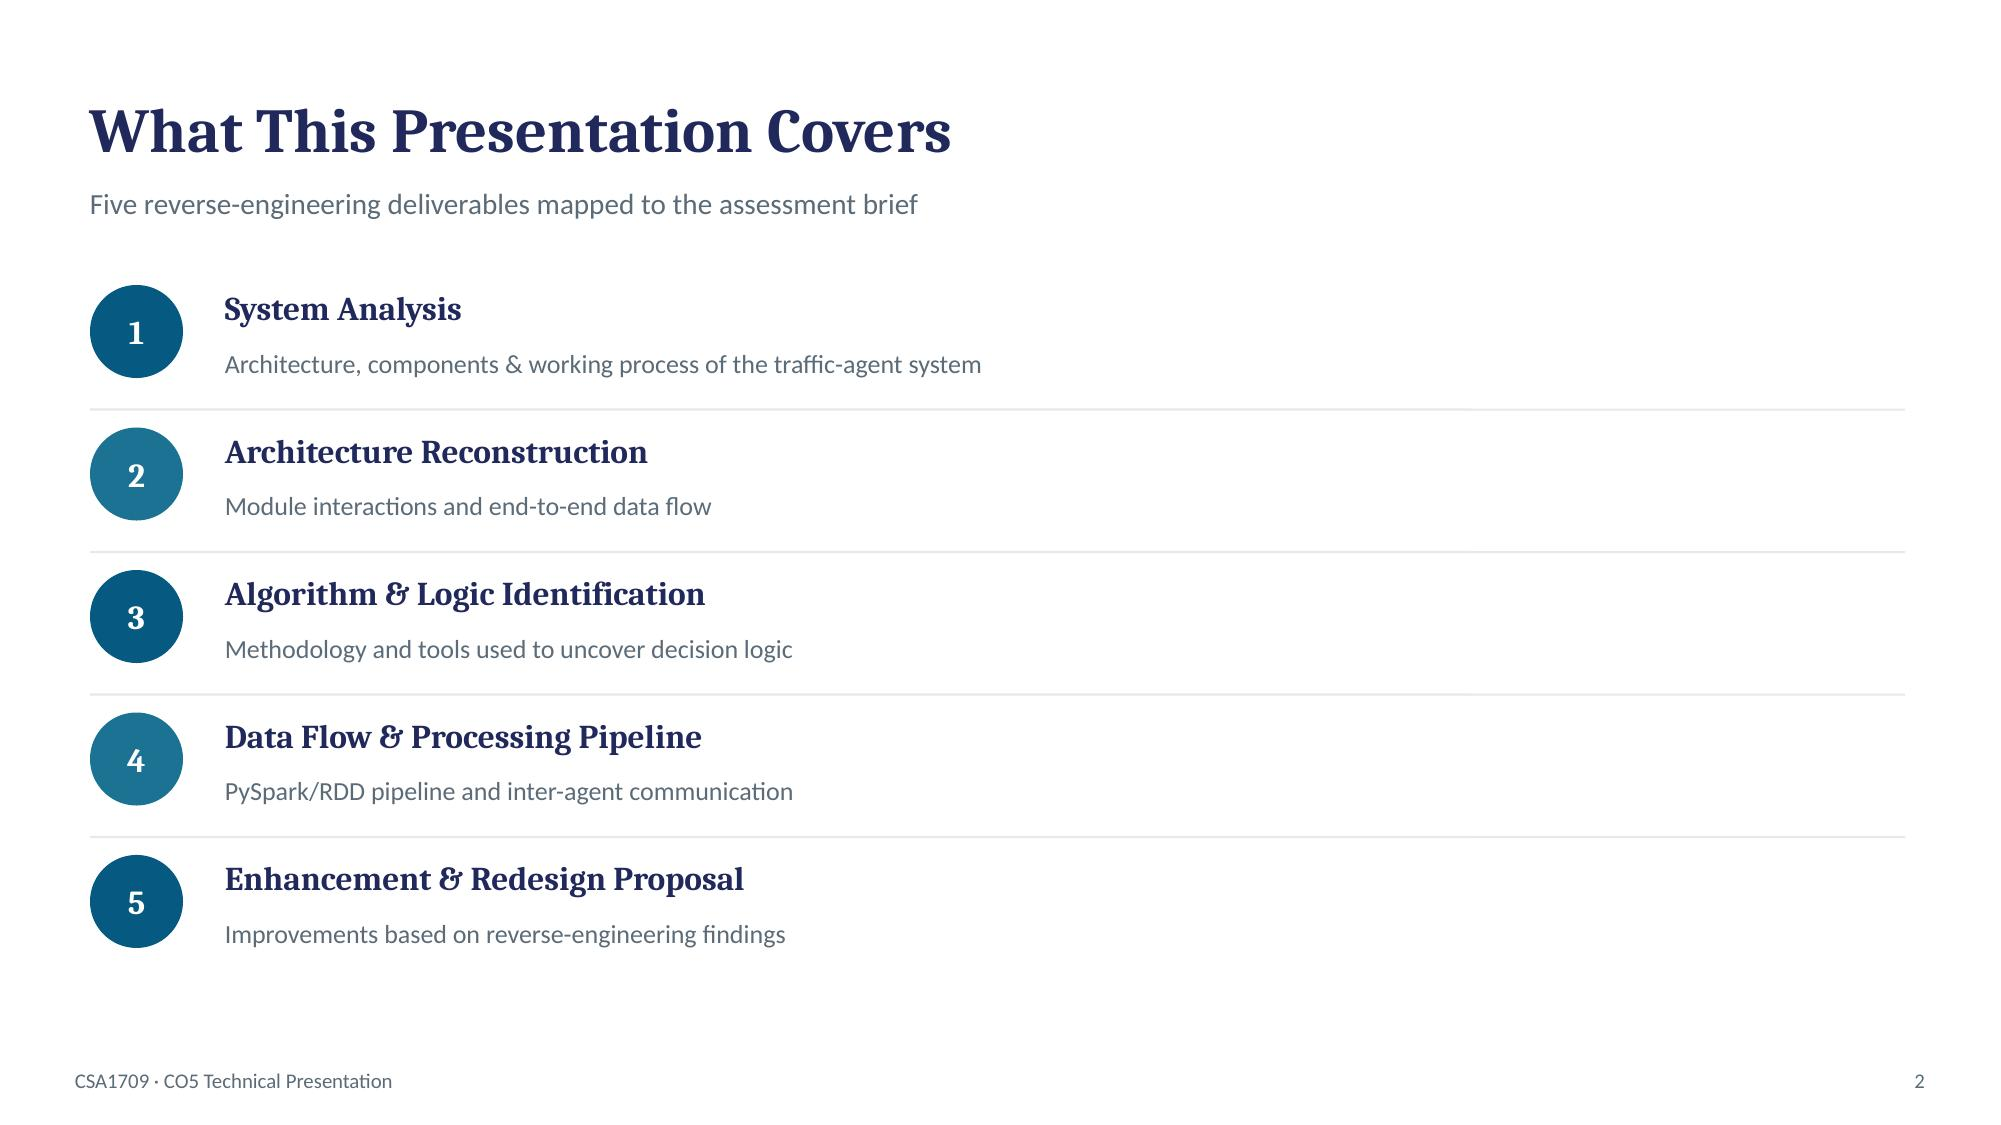 What This Presentation Covers
Five reverse-engineering deliverables mapped to the assessment brief
1
System Analysis
Architecture, components & working process of the traffic-agent system
2
Architecture Reconstruction
Module interactions and end-to-end data flow
3
Algorithm & Logic Identification
Methodology and tools used to uncover decision logic
4
Data Flow & Processing Pipeline
PySpark/RDD pipeline and inter-agent communication
5
Enhancement & Redesign Proposal
Improvements based on reverse-engineering findings
CSA1709 · CO5 Technical Presentation
2